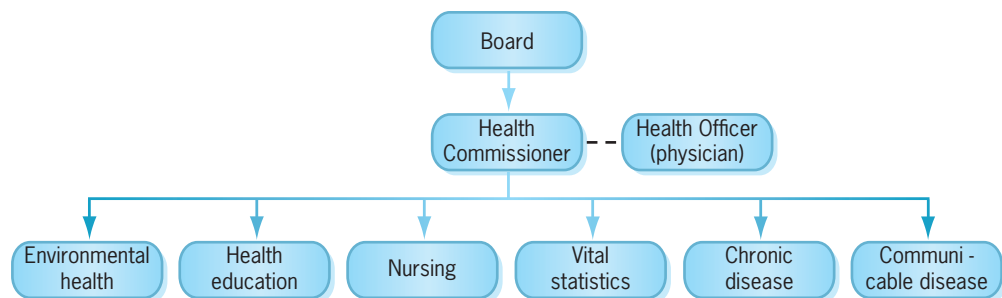 Board
Health
Commissioner
Health Officer
(physician)
Environmental
health
Health
education
Nursing
Vital
statistics
Chronic
disease
Communi -
cable disease